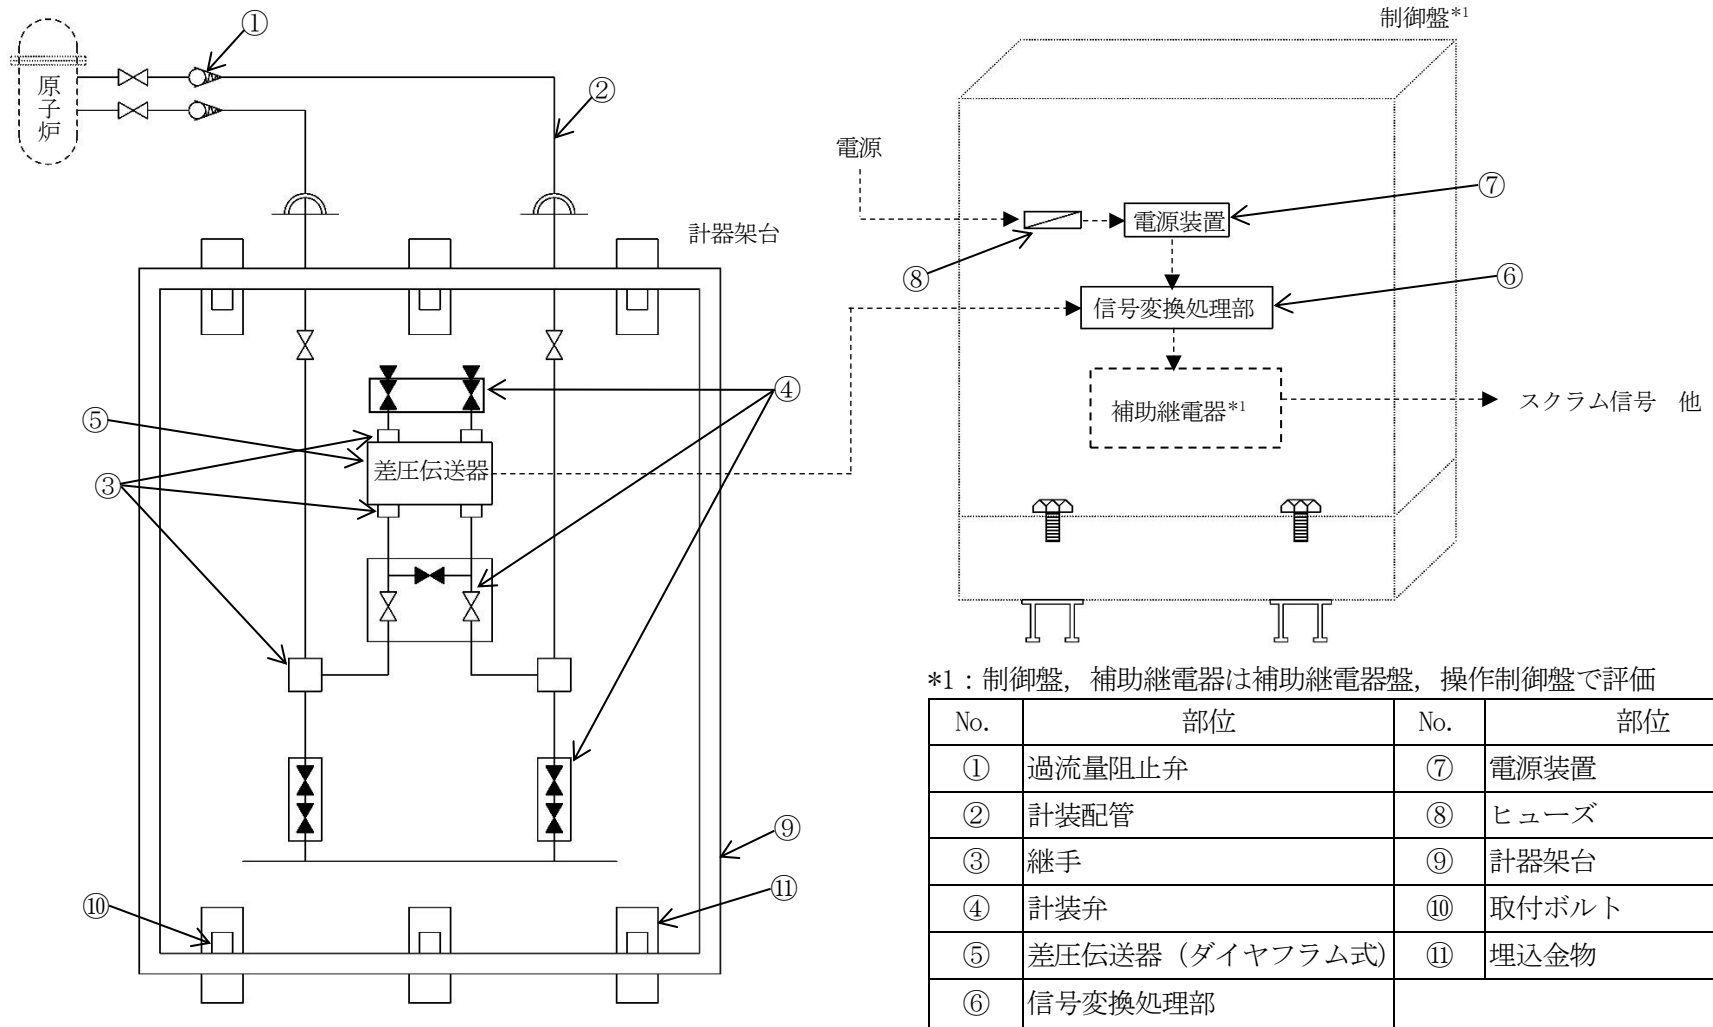 制御盤*1
①
原子炉
②
電源
⑦
電源装置
計器架台
⑧
⑥
信号変換処理部
④
補助継電器*1
スクラム信号 他
⑤
差圧伝送器
③
*1:制御盤,補助継電器は補助継電器盤,操作制御盤で評価
No. 部位 No. 部位
① 過流量阻止弁 ⑦ 電源装置
② 計装配管 ⑧ ヒューズ
③ 継手 ⑨ 計器架台
④ 計装弁 ⑩ 取付ボルト
⑤ 差圧伝送器(ダイヤフラム式) ⑪ 埋込金物
⑥ 信号変換処理部
⑨
⑪
⑩